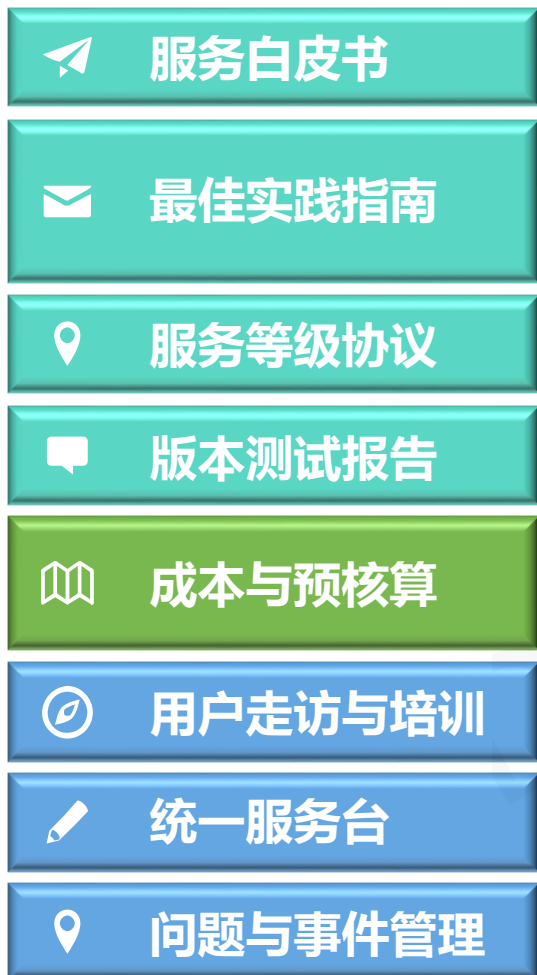 服务白皮书
最佳实践指南
服务等级协议
版本测试报告
成本与预核算
用户走访与培训
统一服务台
问题与事件管理